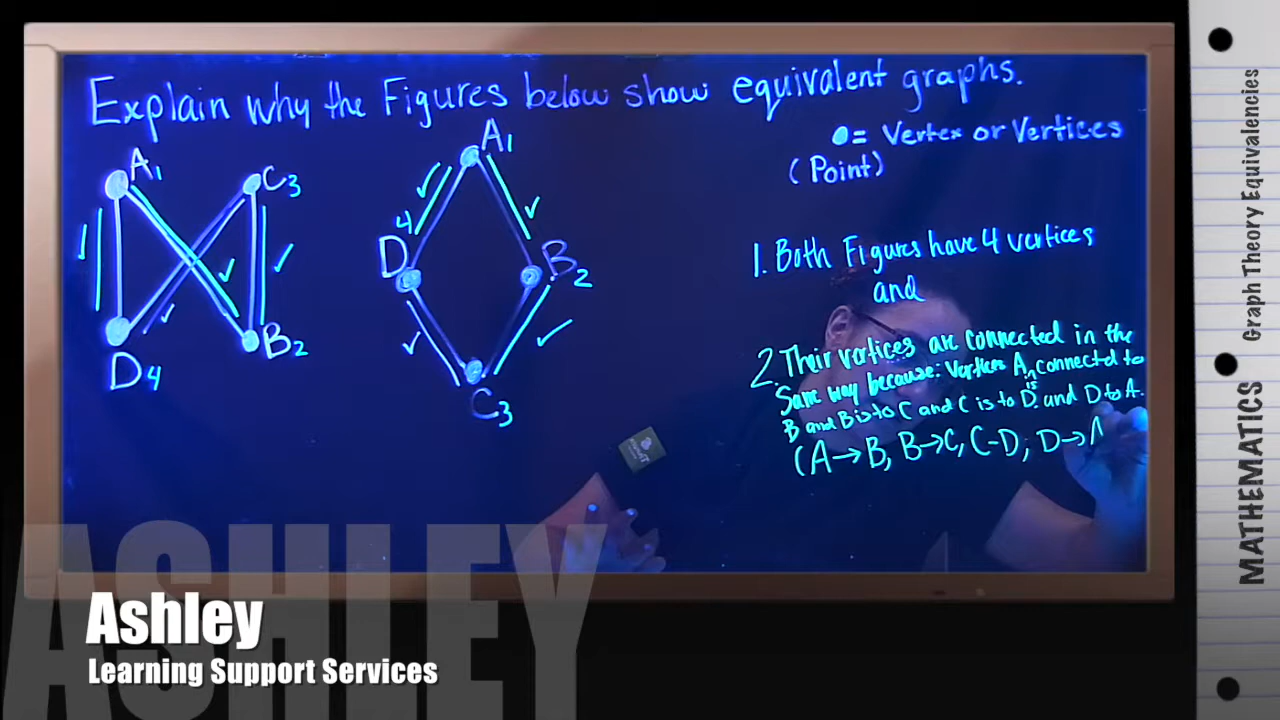 Explain why the Figures below show equivalent graphs.
A1
C3
D4
B2
A1
4
D
B2
C3
= Vertex or Vertices
(Point)
1. Both Figures have 4 vertices
and
2. Their vertices are connected in the
Same way because: Vertices A is connected to
B and B is to C and C is to D. and D to A.
(A→B, B→C, C-D, D→A
Ashley
Learning Support Services
ASHLEY
MATHEMATICS
Graph Theory Equivalencies